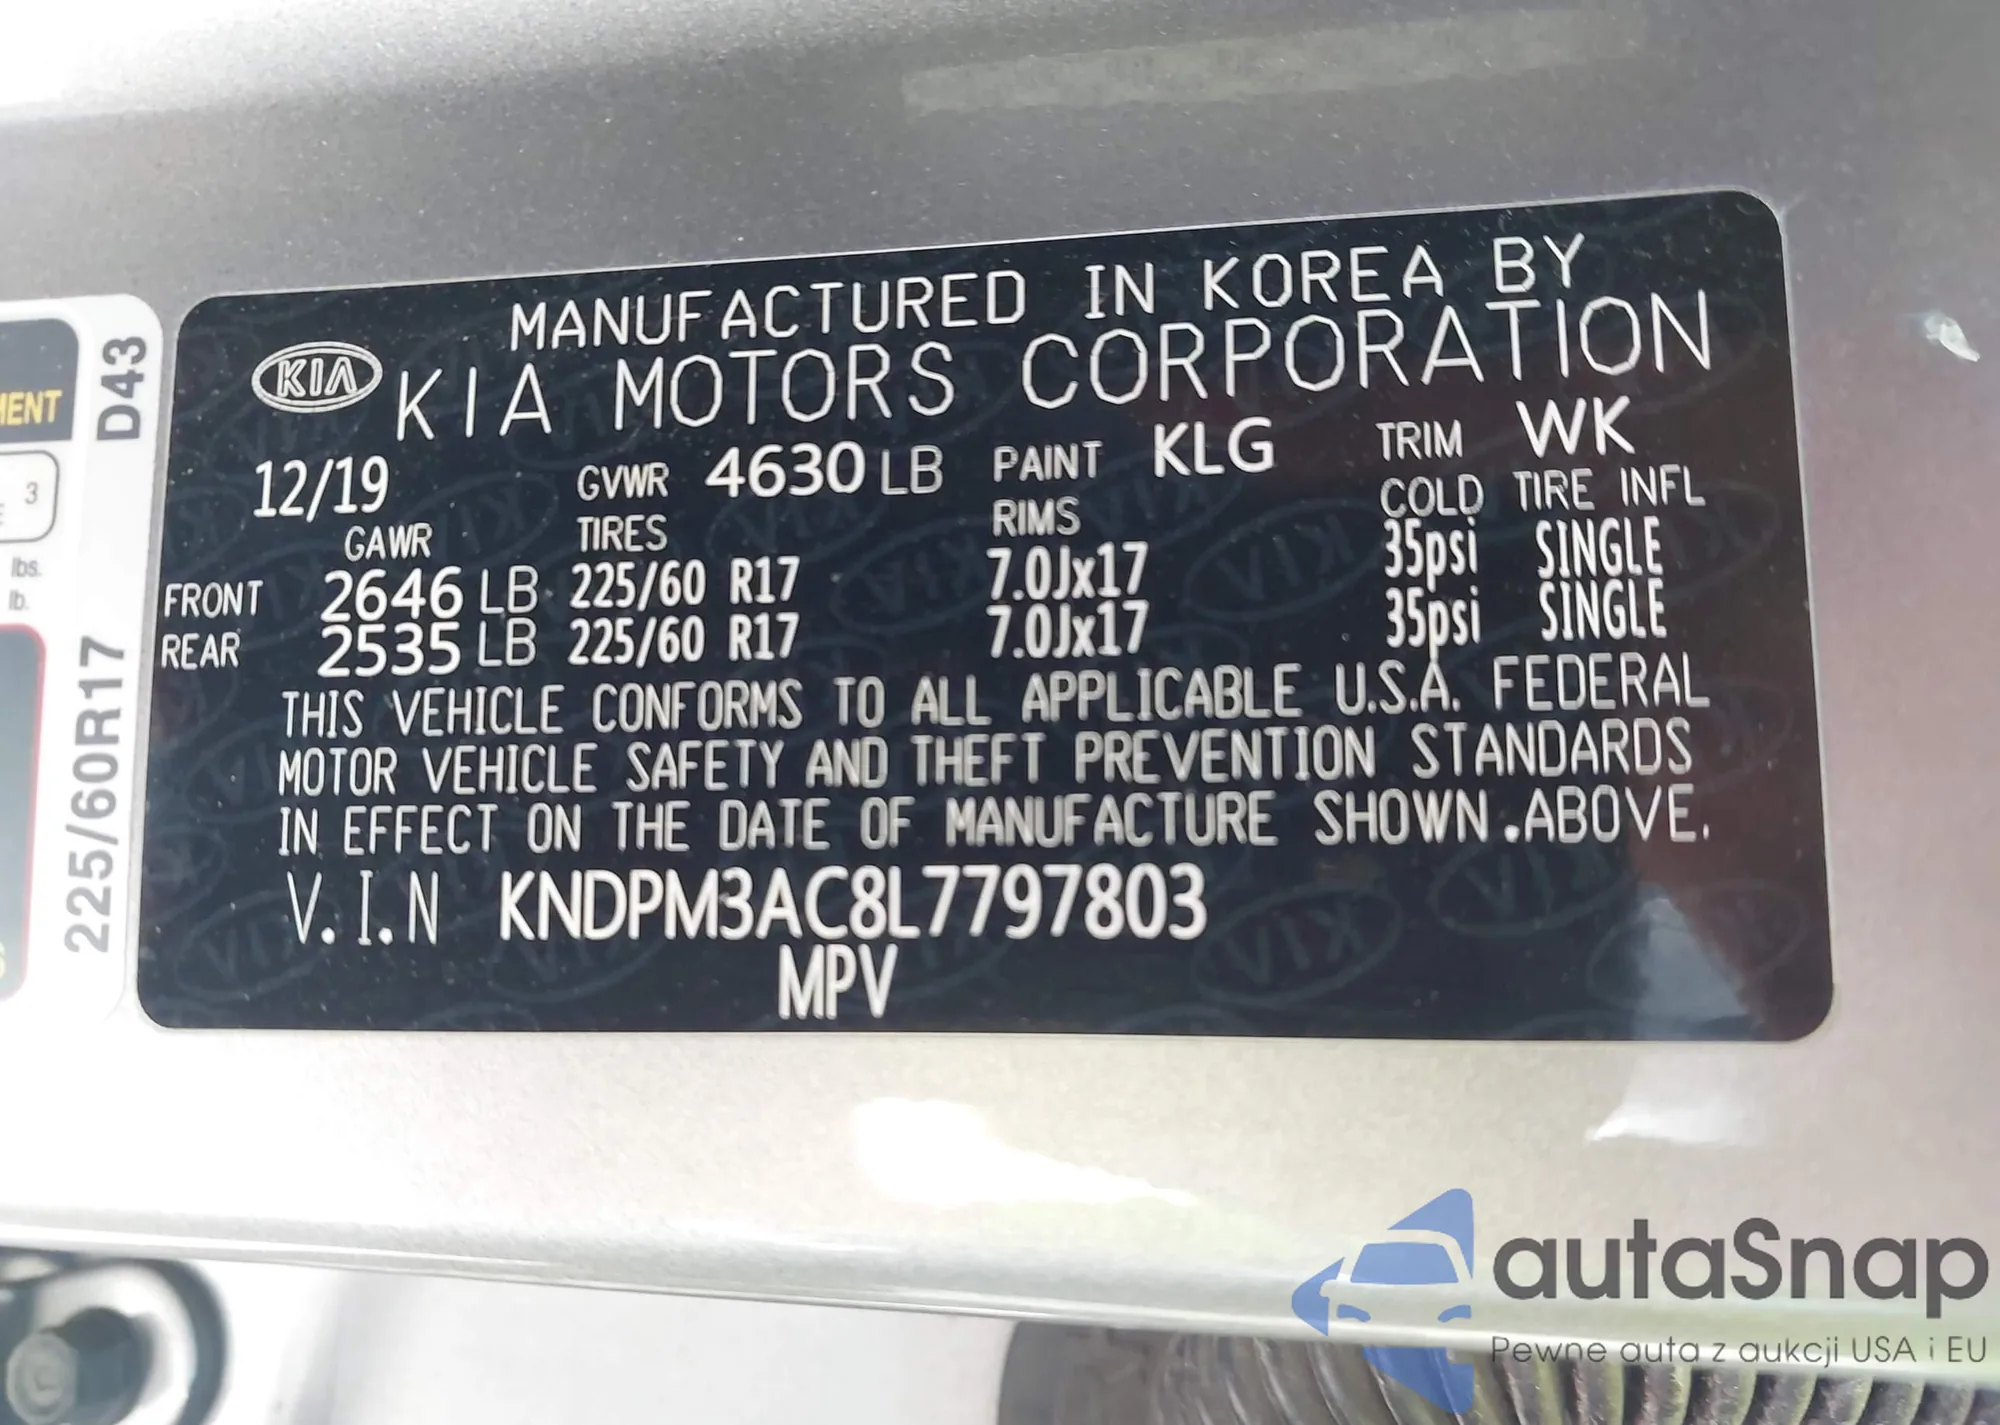 MANUFACTURED IN KOREA BY
KIA KIA MOTORS CORPORATION
12/19 GVWR 4630 LB PAINT KLG TRIM WK
GAWR TIRES RIMS COLD TIRE INFL
FRONT 2646 LB 225/60 R17 7.0Jx17 35psi SINGLE
REAR 2535 LB 225/60 R17 7.0Jx17 35psi SINGLE
THIS VEHICLE CONFORMS TO ALL APPLICABLE U.S.A. FEDERAL
MOTOR VEHICLE SAFETY AND THEFT PREVENTION STANDARDS
IN EFFECT ON THE DATE OF MANUFACTURE SHOWN .ABOVE.
V.I.N KNDPM3AC8L7797803
MPV
D43
225/60R17
MENT
3
lbs.
lb.
autaSnap
Pewne auta z aukcji USA i EU